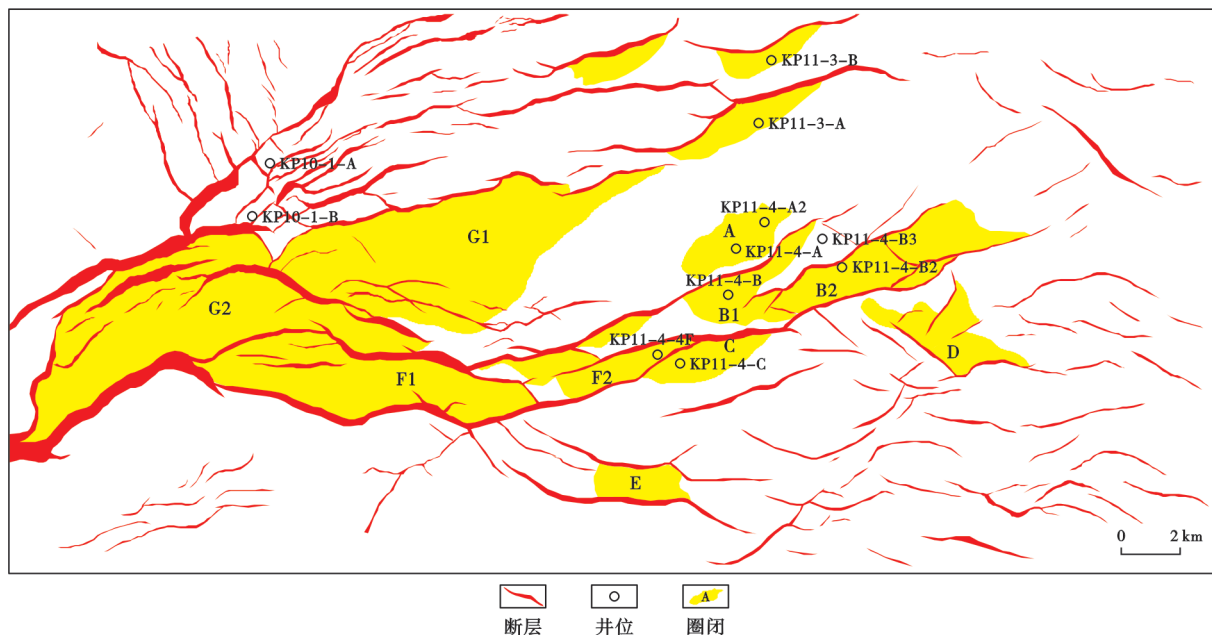 KP11-3-B
KP11-3-A
KP10-1-A
KP10-1-B
KP11-4-A2
G1
A
KP11-4-B3
KP11-4-A
KP11-4-B2
KP11-4-B
B2
G2
B1
C
D
KP11-4-4F
KP11-4-C
F1
F2
E
0 2 km
A
断层
井位
圈闭